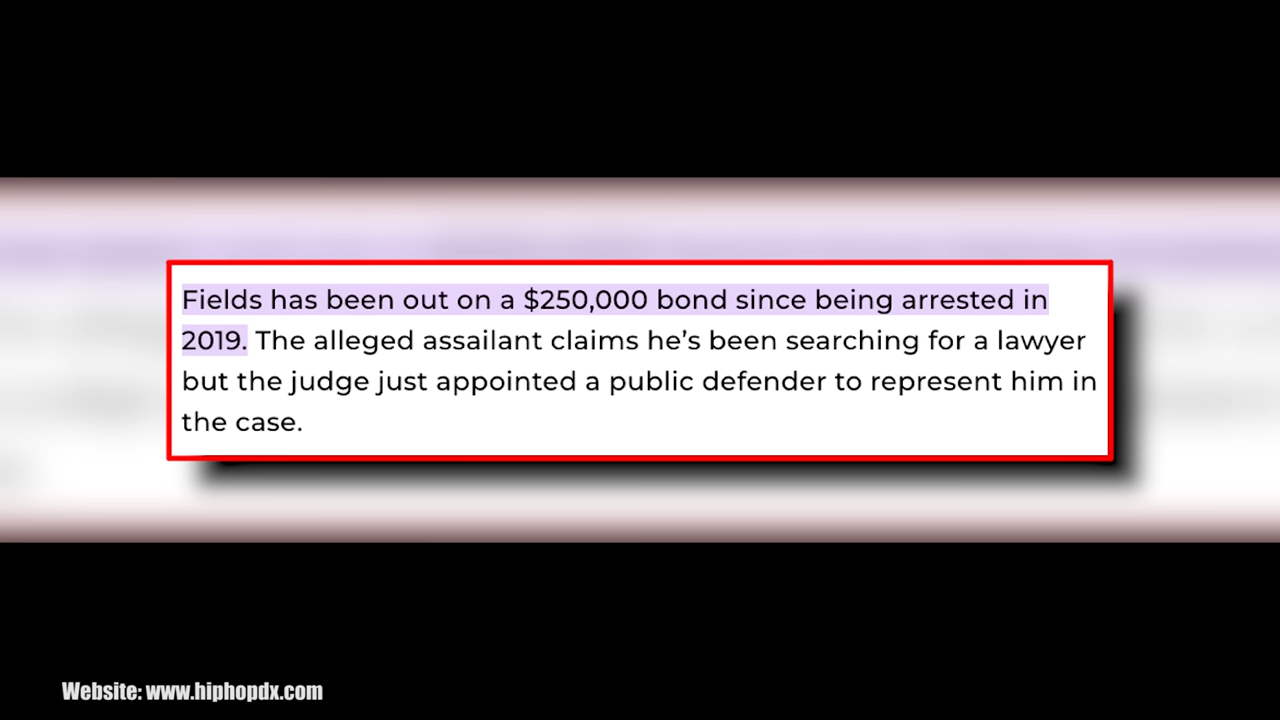 Fields has been out on a $250,000 bond since being arrested in
2019. The alleged assailant claims he’s been searching for a lawyer
but the judge just appointed a public defender to represent him in
the case.
Website: www.hiphopdx.com